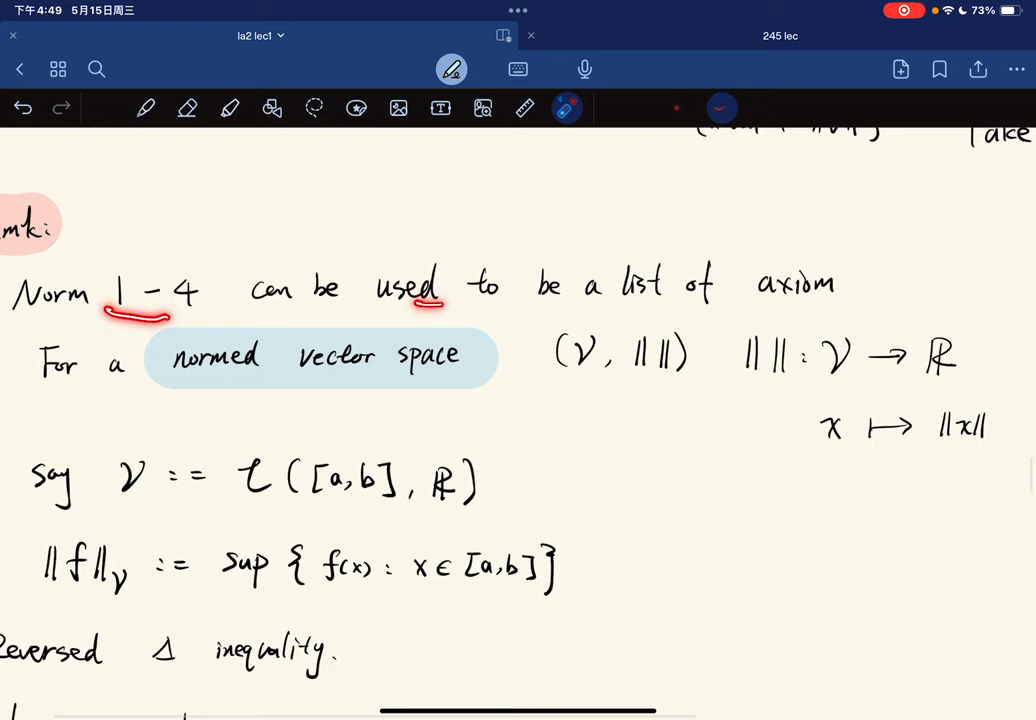 下午4:49 5月15日周三
73%
la2 lec1
245 lec
Take
mk:
Norm 1 - 4 can be used to be a list of axiom
For a normed vector space (V, || ||) || || : V → ℝ
x ↦ ||x||
say V := C([a,b], ℝ)
||f||_V := sup { f(x) : x ∈ [a,b] }
Reversed Δ inequality.